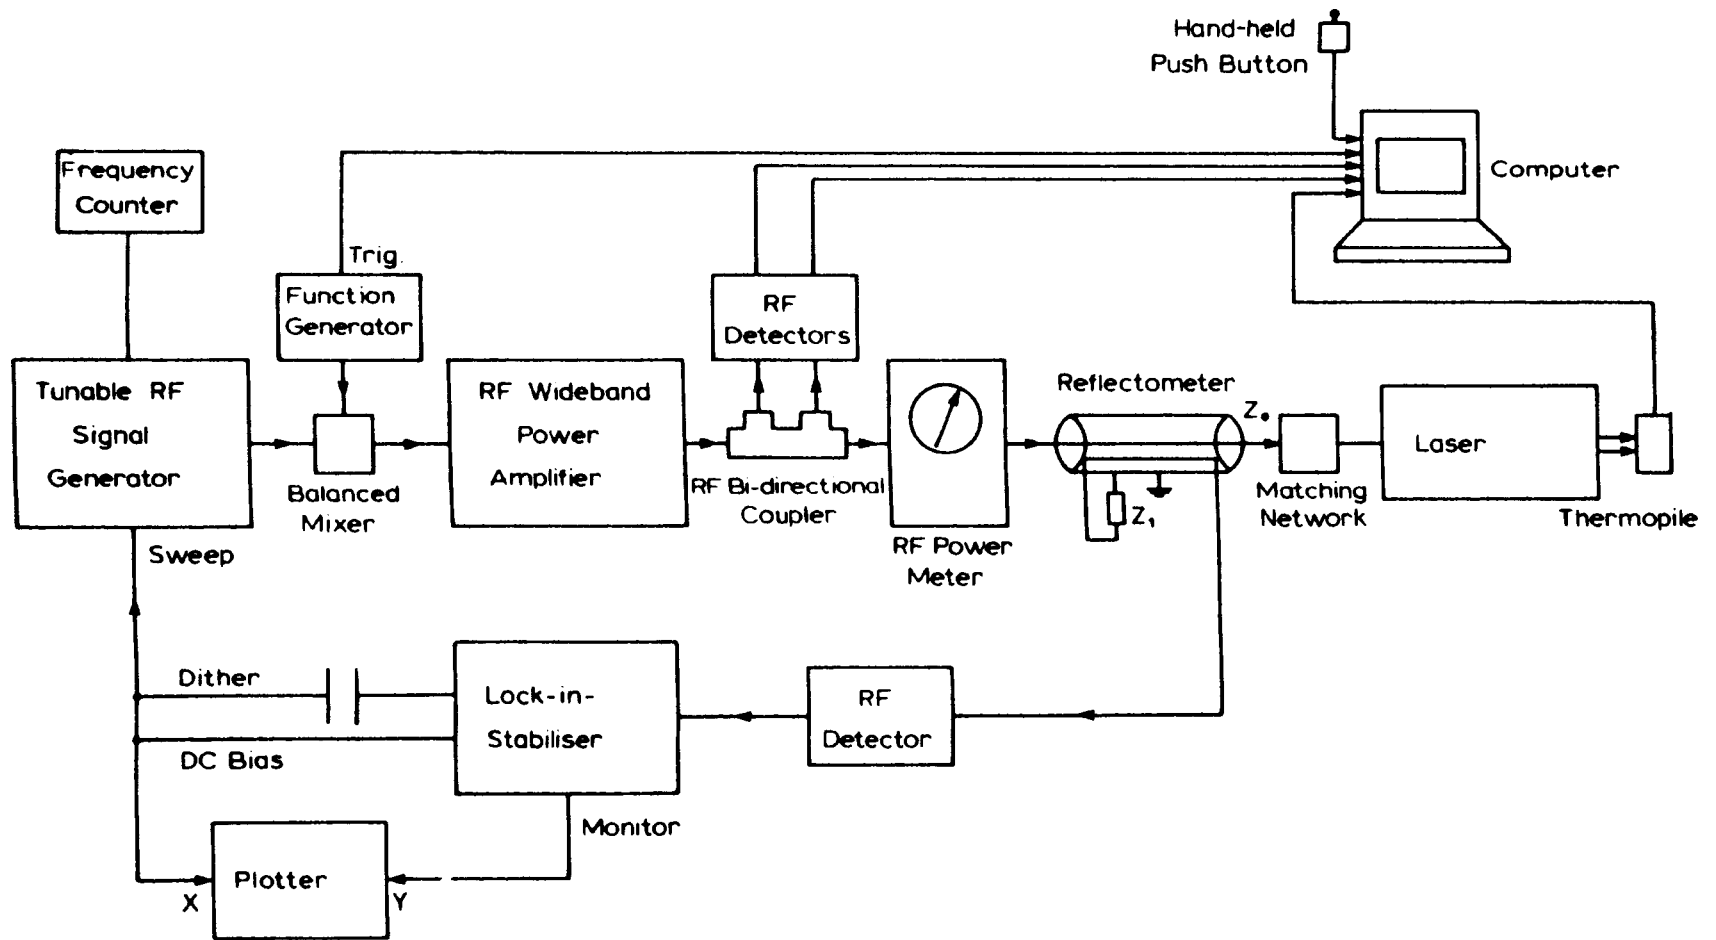 Hand-held
Push Button
Computer
Frequency
Counter
Trig.
Function
Generator
RF
Detectors
Tunable RF
Signal
Generator
Balanced
Mixer
RF Wideband
Power
Amplifier
RF Bi-directional
Coupler
RF Power
Meter
Reflectometer
Z₀
Z₁
Matching
Network
Laser
Thermopile
Sweep
Dither
DC Bias
Lock-in-
Stabiliser
RF
Detector
Monitor
Plotter
X
Y